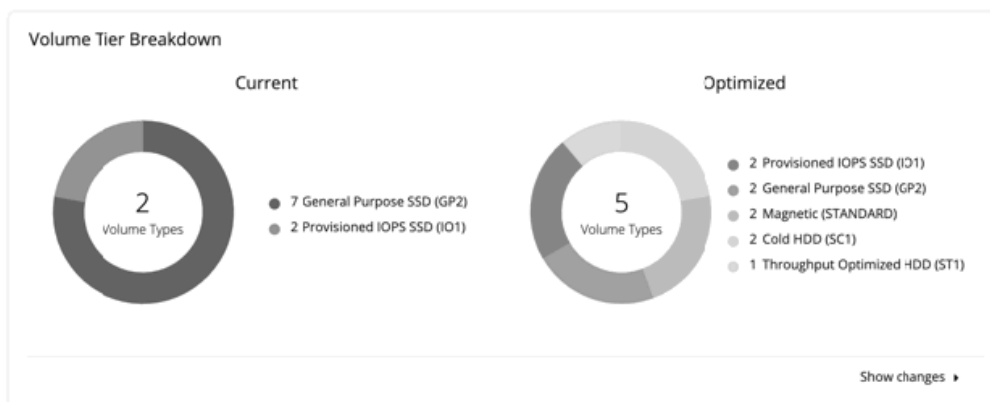 Volume Tier Breakdown
Current
2
Volume Types
7 General Purpose SSD (GP2)
2 Provisioned IOPS SSD (IO1)
Optimized
5
Volume Types
2 Provisioned IOPS SSD (IO1)
2 General Purpose SSD (GP2)
2 Magnetic (STANDARD)
2 Cold HDD (SC1)
1 Throughput Optimized HDD (ST1)
Show changes